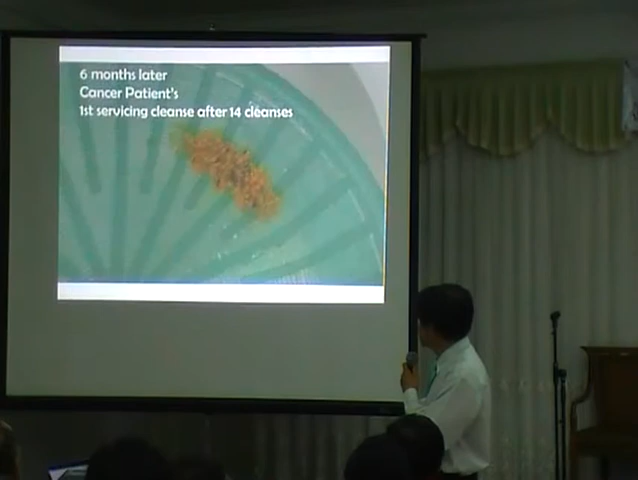 6 months later
Cancer Patient's
1st servicing cleanse after 14 cleanses